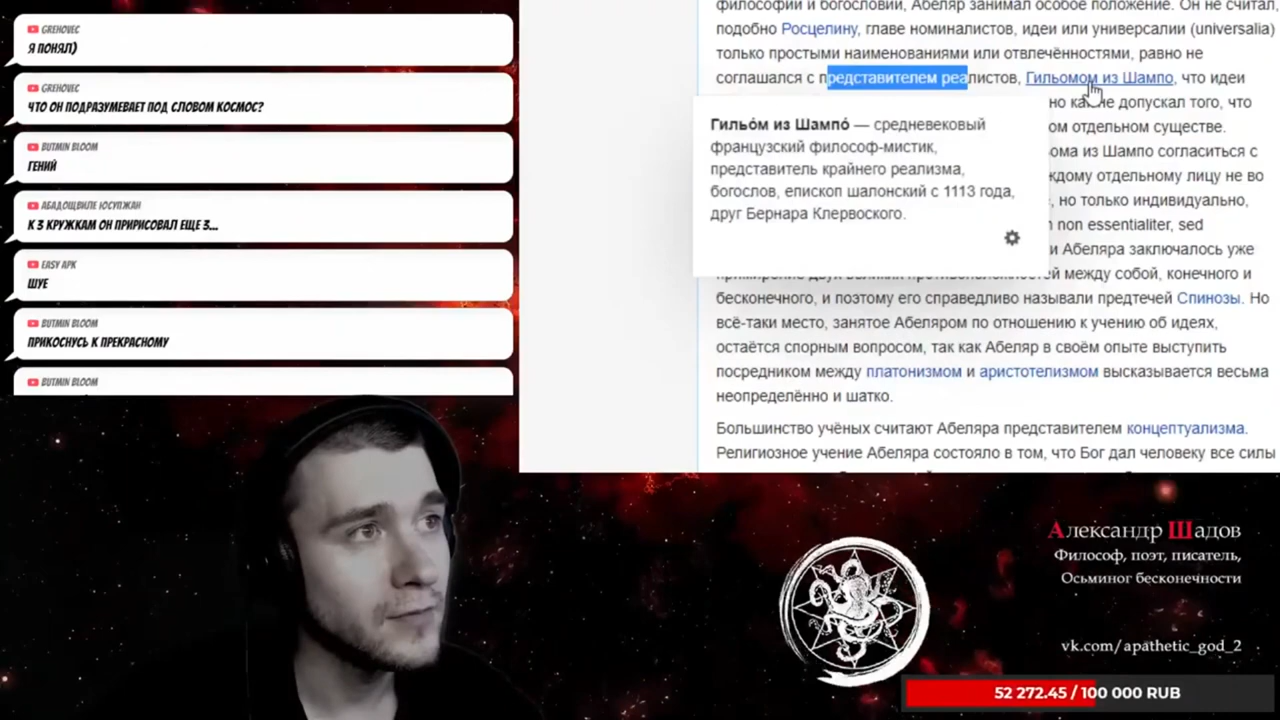 GREHOVEC
Я ПОНЯЛ)
GREHOVEC
ЧТО ОН ПОДРАЗУМЕВАЕТ ПОД СЛОВОМ КОСМОС?
BUTMIN BLOOM
ГЕНИЙ
АБАДОЩВИЛЕ ЮСУПЖАН
К 3 КРУЖКАМ ОН ПРИРИСОВАЛ ЕЩЕ 3...
EASY APK
ШУЕ
BUTMIN BLOOM
ПРИКОСНУСЬ К ПРЕКРАСНОМУ
BUTMIN BLOOM
философии и богословии, Абеляр занимал особое положение. Он не считал,
подобно Росцелину, главе номиналистов, идеи или универсалии (universalia)
только простыми наименованиями или отвлечённостями, равно не
соглашался с представителем реалистов, Гильомом из Шампо, что идеи
но как не допускал того, что
ом отдельном существе.
ома из Шампо согласиться с
ждому отдельному лицу не во
, но только индивидуально,
n non essentialiter, sed
и Абеляра заключалось уже
Гильо́м из Шампо́ — средневековый
французский философ-мистик,
представитель крайнего реализма,
богослов, епископ шалонский с 1113 года,
друг Бернара Клервоского.
примирение двух великих противоположностей между собой, конечного и
бесконечного, и поэтому его справедливо называли предтечей Спинозы. Но
всё-таки место, занятое Абеляром по отношению к учению об идеях,
остаётся спорным вопросом, так как Абеляр в своём опыте выступить
посредником между платонизмом и аристотелизмом высказывается весьма
неопределённо и шатко.
Большинство учёных считают Абеляра представителем концептуализма.
Религиозное учение Абеляра состояло в том, что Бог дал человеку все силы
Александр Шадов
Философ, поэт, писатель,
Осьминог бесконечности
vk.com/apathetic_god_2
52 272.45 / 100 000 RUB